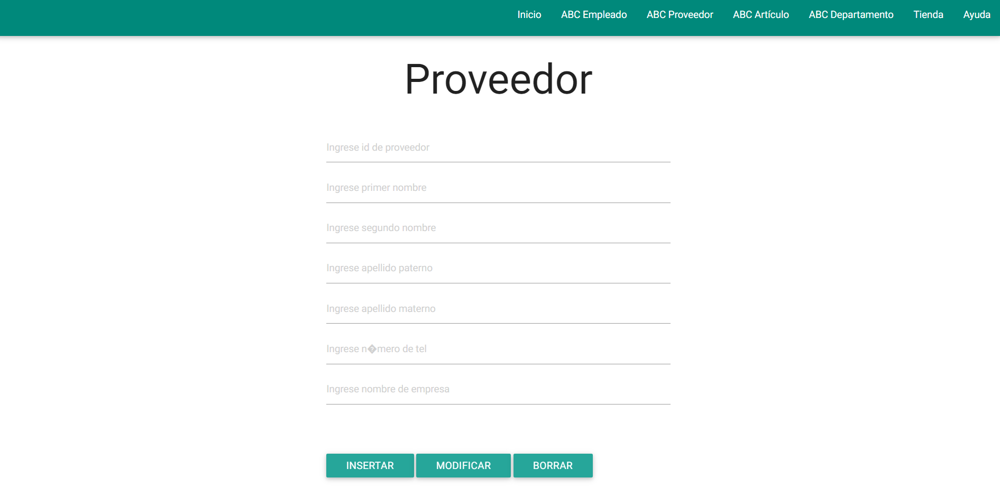 Inicio ABC Empleado ABC Proveedor ABC Artículo ABC Departamento Tienda Ayuda
Proveedor
Ingrese id de proveedor
Ingrese primer nombre
Ingrese segundo nombre
Ingrese apellido paterno
Ingrese apellido materno
Ingrese n�mero de tel
Ingrese nombre de empresa
INSERTAR MODIFICAR BORRAR